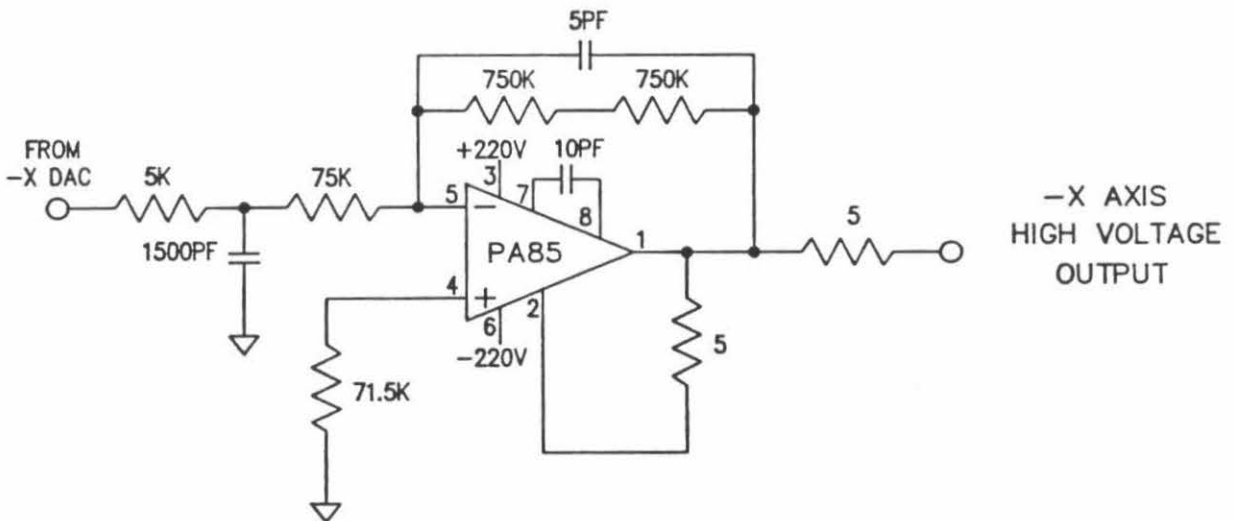 5PF
750K
750K
FROM
-X DAC
5K
75K
+220V
10PF
3
7
5
-
8
1500PF
PA85
1
5
-X AXIS
HIGH VOLTAGE
OUTPUT
4
+
2
6
-220V
5
71.5K